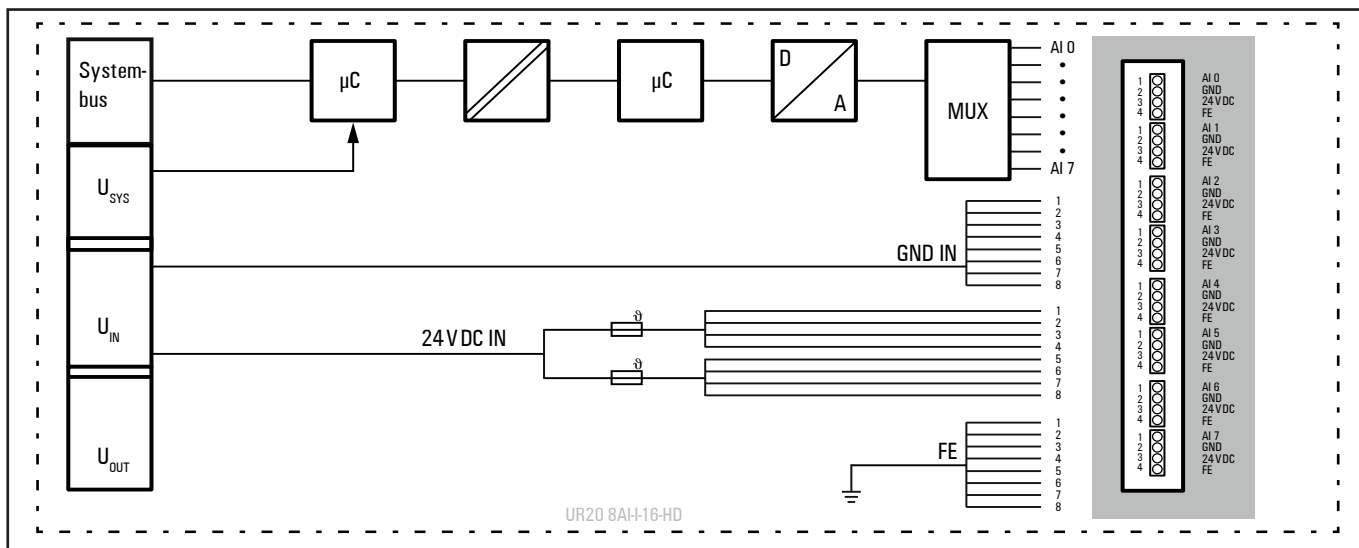 System-
bus
µC
µC
D
A
MUX
AI 0
AI 7
U SYS
GND IN
1
2
3
4
5
6
7
8
U IN
24 V DC IN
ϑ
ϑ
1
2
3
4
5
6
7
8
U OUT
FE
1
2
3
4
5
6
7
8
UR20 8AI-I-16-HD
1 AI 0
2 GND
3 24 V DC
4 FE
1 AI 1
2 GND
3 24 V DC
4 FE
1 AI 2
2 GND
3 24 V DC
4 FE
1 AI 3
2 GND
3 24 V DC
4 FE
1 AI 4
2 GND
3 24 V DC
4 FE
1 AI 5
2 GND
3 24 V DC
4 FE
1 AI 6
2 GND
3 24 V DC
4 FE
1 AI 7
2 GND
3 24 V DC
4 FE